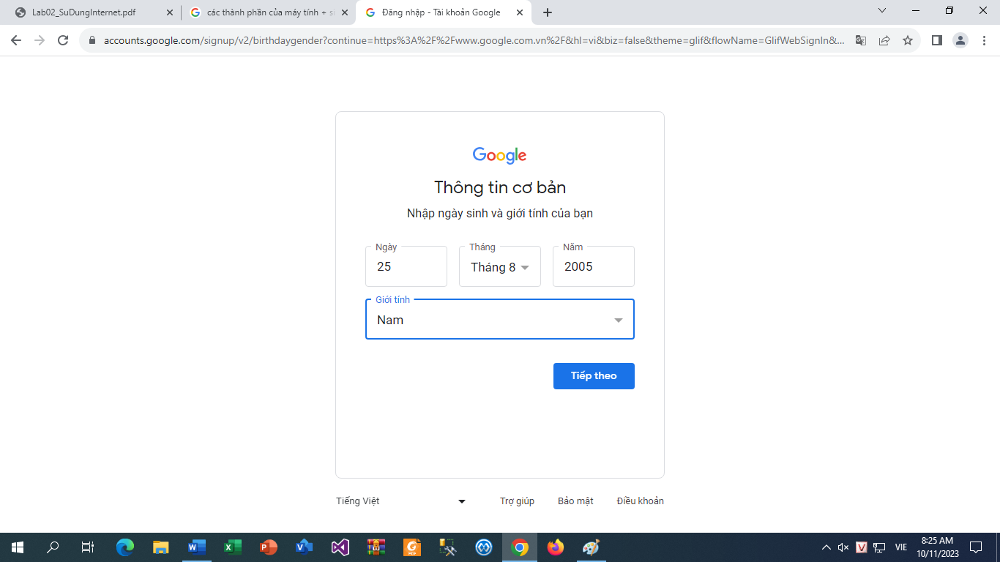 Lab02_SuDungInternet.pdf
các thành phần của máy tính + si
Đăng nhập - Tài khoản Google
accounts.google.com/signup/v2/birthdaygender?continue=https%3A%2F%2Fwww.google.com.vn%2F&hl=vi&biz=false&theme=glif&flowName=GlifWebSignIn&...
Google
Thông tin cơ bản
Nhập ngày sinh và giới tính của bạn
Ngày Tháng Năm
25 Tháng 8 2005
Giới tính
Nam
Tiếp theo
Tiếng Việt Trợ giúp Bảo mật Điều khoản
VIE
8:25 AM
10/11/2023